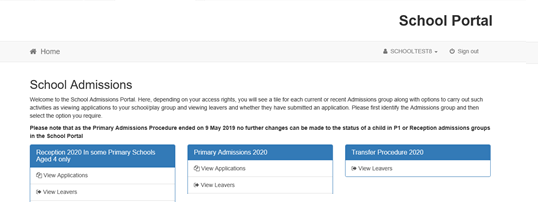 School Portal
Home
SCHOOLTEST8
Sign out
School Admissions
Welcome to the School Admissions Portal. Here, depending on your access rights, you will see a tile for each current or recent Admissions group along with options to carry out such
activities as viewing applications to your school/play group and viewing leavers and whether they have submitted an application. Please first identify the Admissions group and then
select the option you require.
Please note that as the Primary Admissions Procedure ended on 9 May 2019 no further changes can be made to the status of a child in P1 or Reception admissions groups
in the School Portal
Reception 2020 In some Primary Schools
Aged 4 only
View Applications
View Leavers
Primary Admissions 2020
View Applications
View Leavers
Transfer Procedure 2020
View Leavers